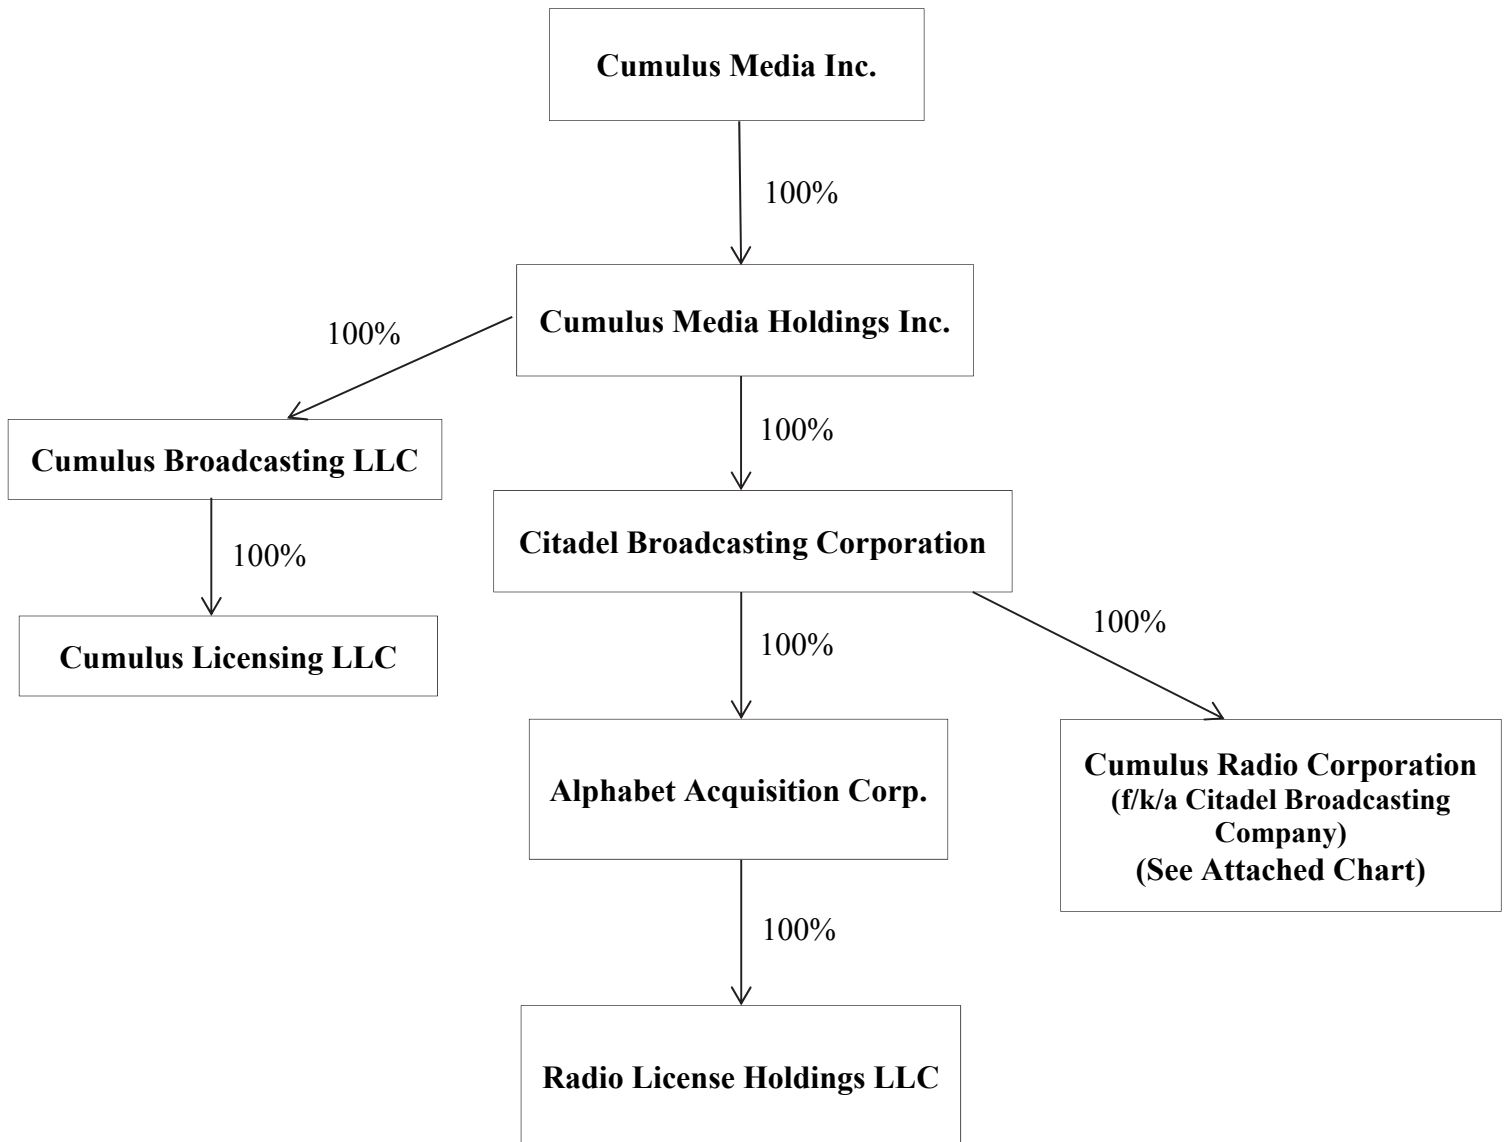 Cumulus Media Inc.
100%
Cumulus Media Holdings Inc.
100%
100%
Cumulus Broadcasting LLC
Citadel Broadcasting Corporation
100%
100%
100%
Cumulus Licensing LLC
Alphabet Acquisition Corp.
Cumulus Radio Corporation
(f/k/a Citadel Broadcasting
Company)
(See Attached Chart)
100%
Radio License Holdings LLC